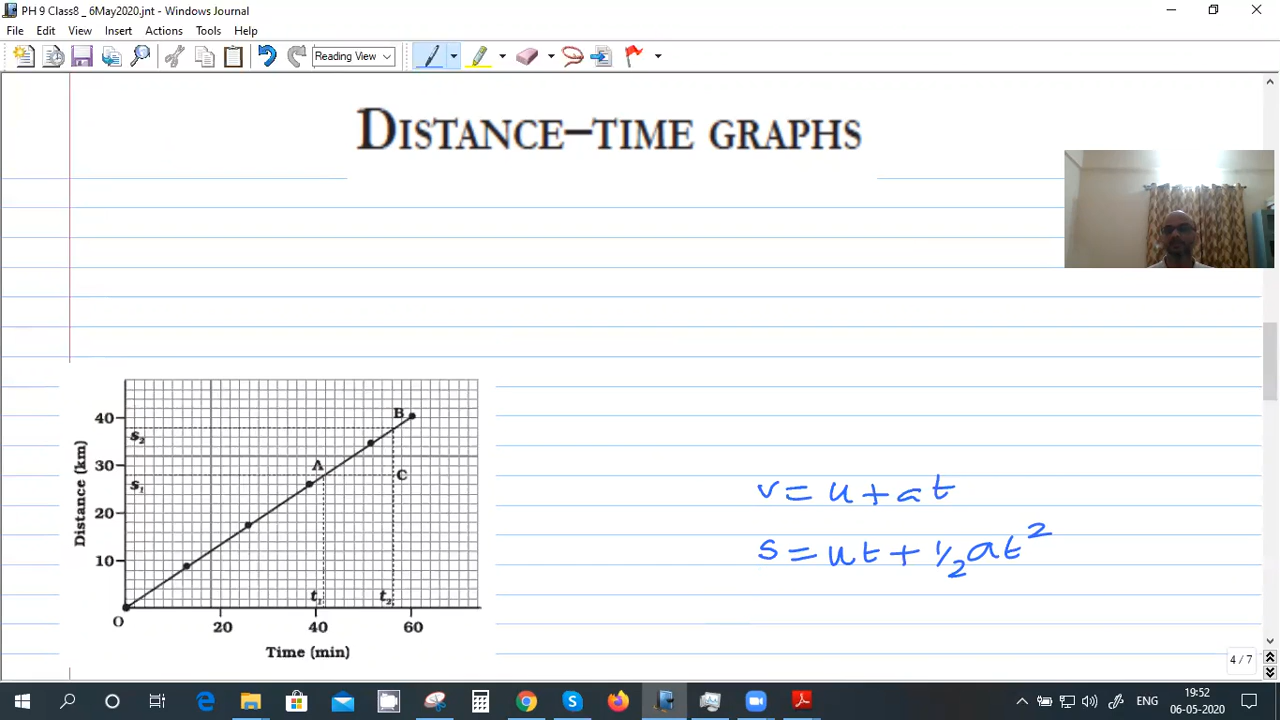 PH 9 Class8 _ 6May2020.jnt - Windows Journal
File Edit View Insert Actions Tools Help
Reading View
DISTANCE–TIME GRAPHS
40
30
20
10
O
20 40 60
Distance (km)
Time (min)
s₂
s₁
A
B
C
t₁
t₂
v = u + at
s = ut + ½at²
4 / 7
ENG
19:52
06-05-2020